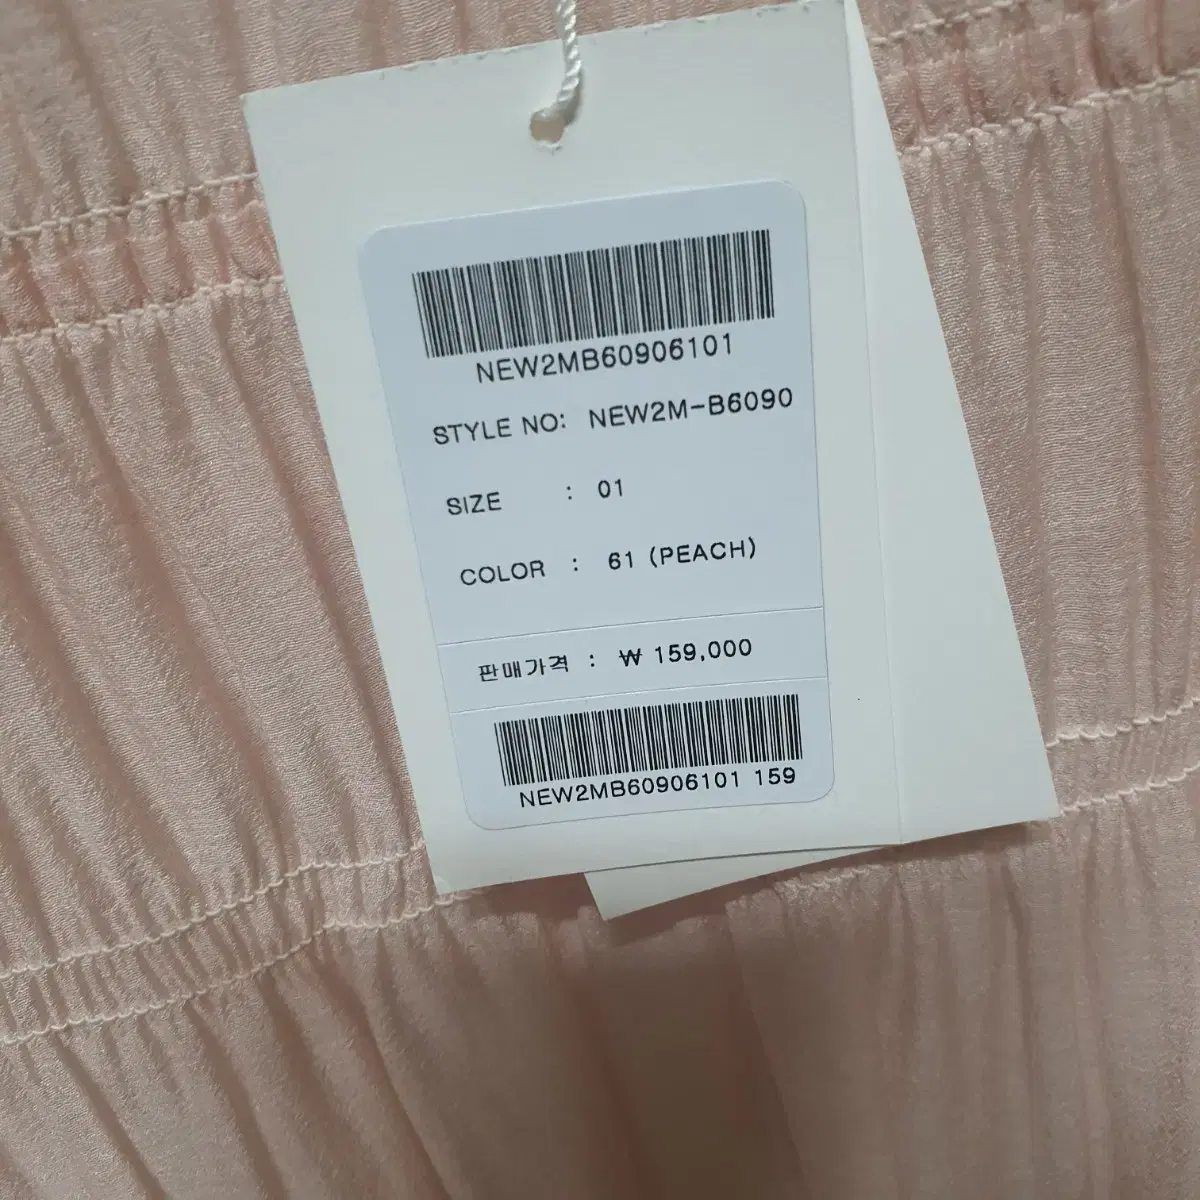 NEW2MB60906101
STYLE NO: NEW2M-B6090
SIZE : 01
COLOR : 61 (PEACH)
판매가격 : ₩ 159,000
NEW2MB60906101 159